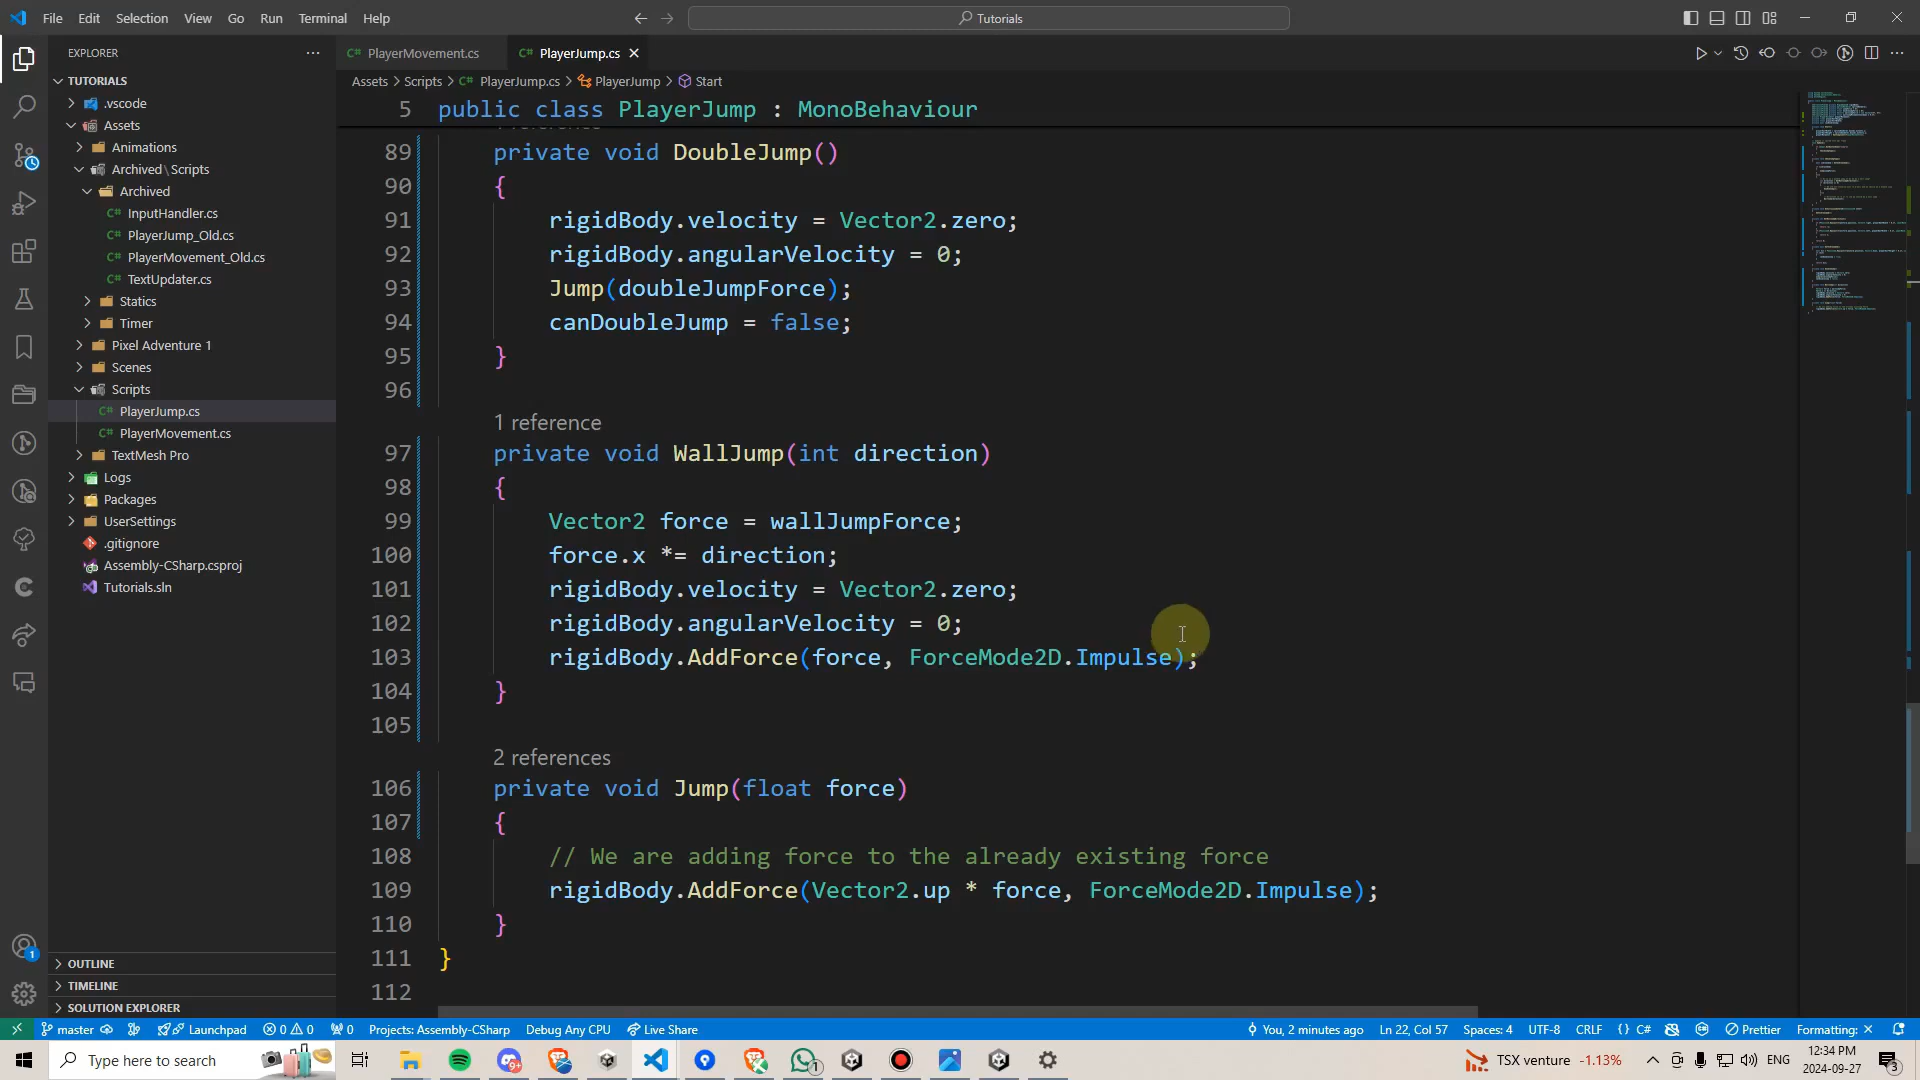 File Edit Selection View Go Run Terminal Help
Tutorials
EXPLORER
TUTORIALS
.vscode
Assets
Animations
Archived \ Scripts
Archived
C# InputHandler.cs
C# PlayerJump_Old.cs
C# PlayerMovement_Old.cs
C# TextUpdater.cs
Statics
Timer
Pixel Adventure 1
Scenes
Scripts
C# PlayerJump.cs
C# PlayerMovement.cs
TextMesh Pro
Logs
Packages
UserSettings
.gitignore
Assembly-CSharp.csproj
Tutorials.sln
OUTLINE
TIMELINE
SOLUTION EXPLORER
C# PlayerMovement.cs C# PlayerJump.cs
Assets > Scripts > C# PlayerJump.cs > PlayerJump > Start
5 public class PlayerJump : MonoBehaviour
89 private void DoubleJump()
90 {
91 rigidBody.velocity = Vector2.zero;
92 rigidBody.angularVelocity = 0;
93 Jump(doubleJumpForce);
94 canDoubleJump = false;
95 }
96
1 reference
97 private void WallJump(int direction)
98 {
99 Vector2 force = wallJumpForce;
100 force.x *= direction;
101 rigidBody.velocity = Vector2.zero;
102 rigidBody.angularVelocity = 0;
103 rigidBody.AddForce(force, ForceMode2D.Impulse);
104 }
105
2 references
106 private void Jump(float force)
107 {
108 // We are adding force to the already existing force
109 rigidBody.AddForce(Vector2.up * force, ForceMode2D.Impulse);
110 }
111 }
112
master Launchpad 0 0 0 Projects: Assembly-CSharp Debug Any CPU Live Share You, 2 minutes ago Ln 22, Col 57 Spaces: 4 UTF-8 CRLF {} C# Prettier Formatting: ×
Type here to search
TSX venture -1.13%
ENG
12:34 PM
2024-09-27